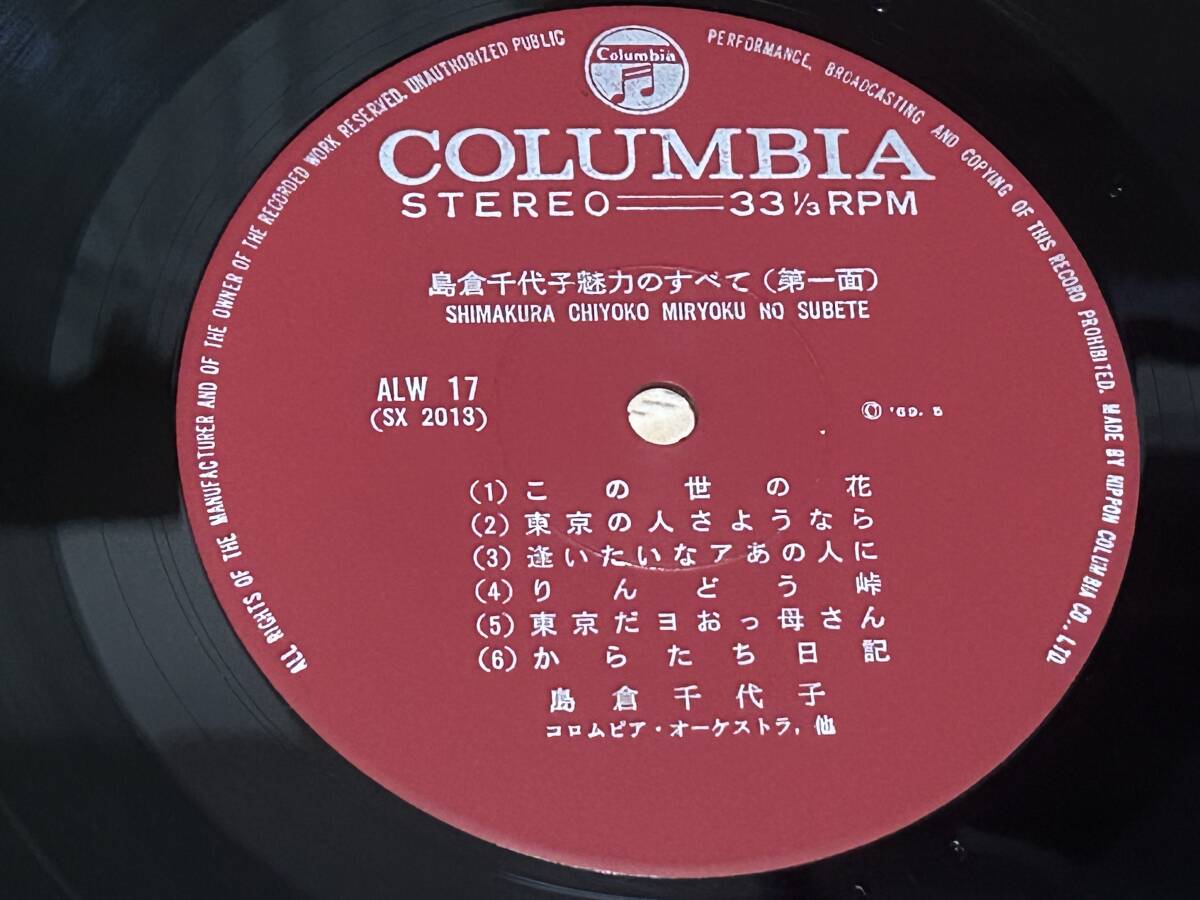 Columbia
COLUMBIA
STEREO 33 1/3 RPM
島倉千代子魅力のすべて(第一面)
SHIMAKURA CHIYOKO MIRYOKU NO SUBETE
ALW 17
(SX 2013)
Ⓒ '69. 5
(1) この世の花
(2) 東京の人さようなら
(3) 逢いたいなアあの人に
(4) りんどう峠
(5) 東京だヨおっ母さん
(6) からたち日記
島倉千代子
コロムビア・オーケストラ, 他
ALL RIGHTS OF THE MANUFACTURER AND OF THE OWNER OF THE RECORDED WORK RESERVED. UNAUTHORIZED PUBLIC PERFORMANCE, BROADCASTING AND COPYING OF THIS RECORD PROHIBITED. MADE BY NIPPON COLUMBIA CO., LTD.